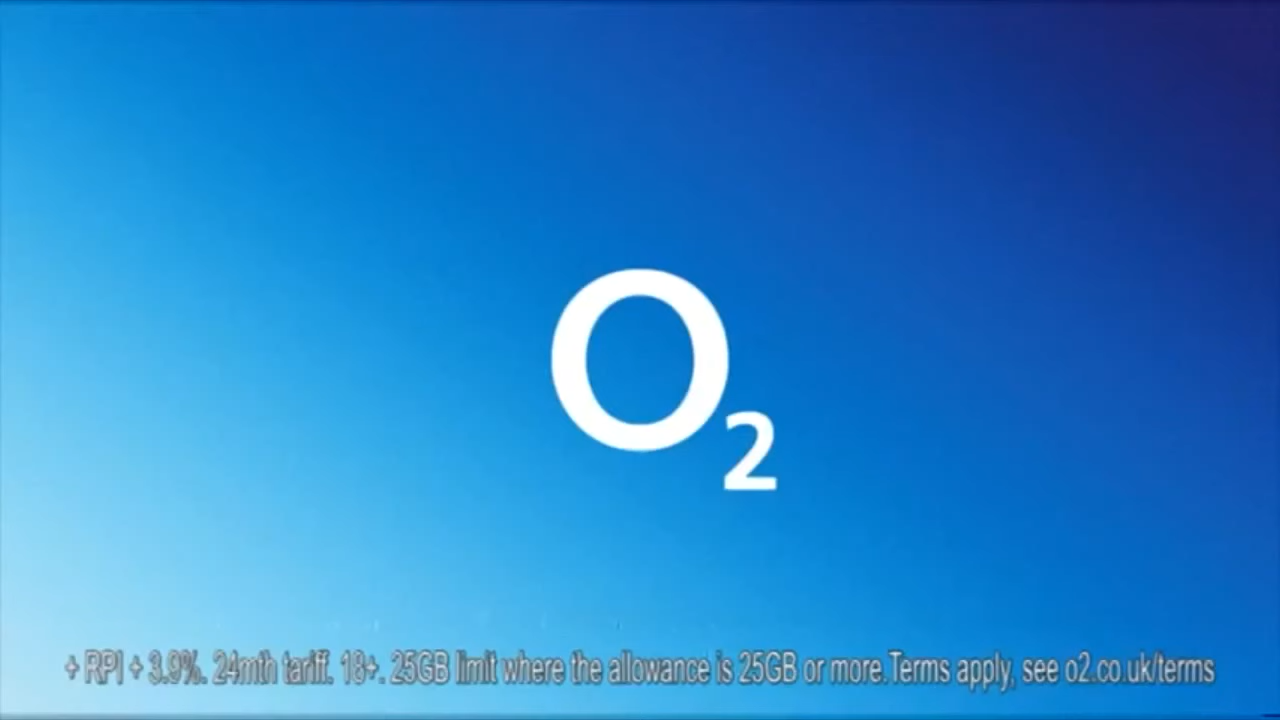 O2
+ RPI + 3.9%. 24mth tariff. 18+. 25GB limit where the allowance is 25GB or more.Terms apply, see o2.co.uk/terms